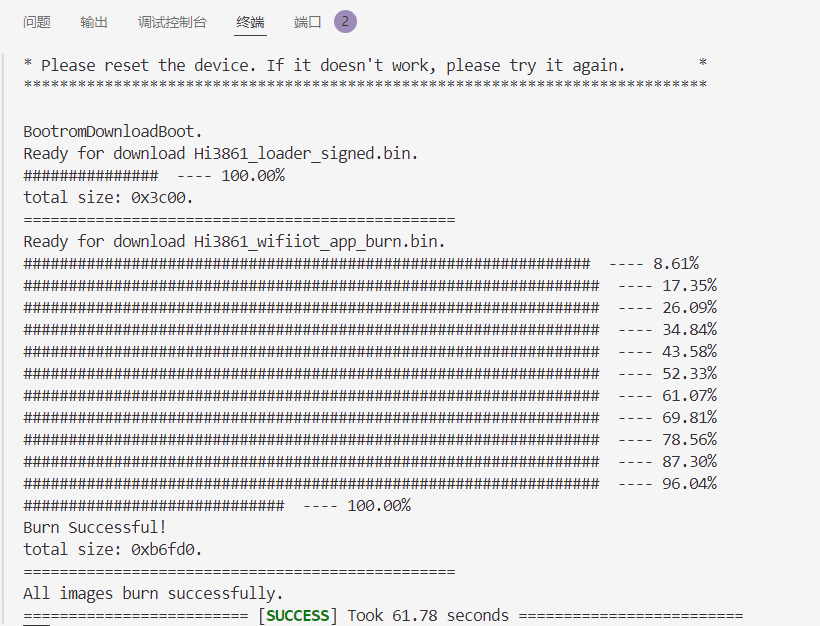 问题 输出 调试控制台 终端 端口 2
* Please reset the device. If it doesn't work, please try it again. *
****************************************************************************
BootromDownloadBoot.
Ready for download Hi3861_loader_signed.bin.
############### ---- 100.00%
total size: 0x3c00.
================================================
Ready for download Hi3861_wifiiot_app_burn.bin.
############################################################### ---- 8.61%
################################################################ ---- 17.35%
################################################################ ---- 26.09%
################################################################ ---- 34.84%
################################################################ ---- 43.58%
################################################################ ---- 52.33%
################################################################ ---- 61.07%
################################################################ ---- 69.81%
################################################################ ---- 78.56%
################################################################ ---- 87.30%
################################################################ ---- 96.04%
############################# ---- 100.00%
Burn Successful!
total size: 0xb6fd0.
================================================
All images burn successfully.
========================= [SUCCESS] Took 61.78 seconds =========================